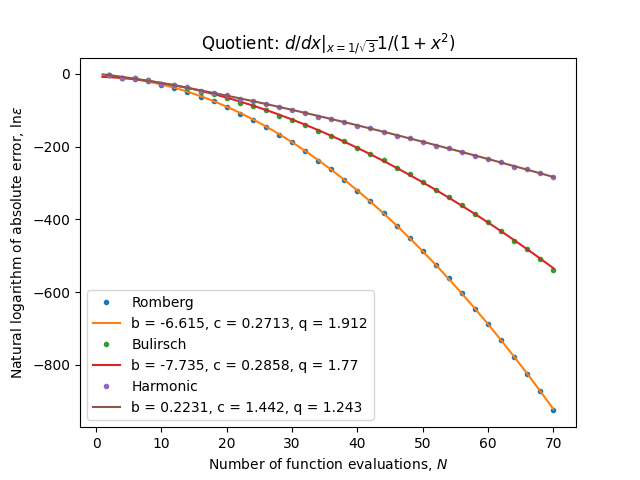 Quotient: $d/dx|_{x=1/\sqrt{3}}1/(1+x^2)$
Natural logarithm of absolute error, lnε
0
−200
−400
−600
−800
Romberg
b = -6.615, c = 0.2713, q = 1.912
Bulirsch
b = -7.735, c = 0.2858, q = 1.77
Harmonic
b = 0.2231, c = 1.442, q = 1.243
0 10 20 30 40 50 60 70
Number of function evaluations, N